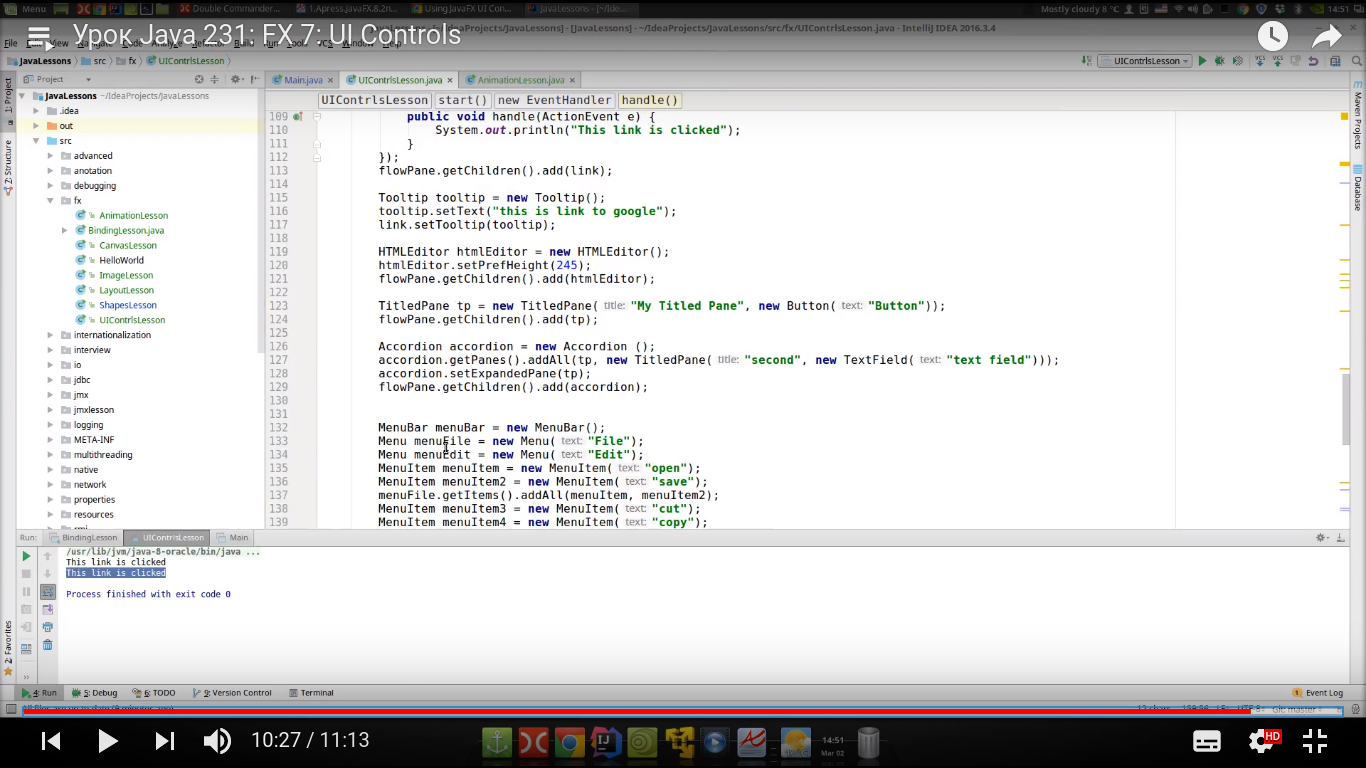 Menu
Double Commander...
1.Apress.JavaFX.8.2n...
Using JavaFX UI Con...
JavaLessons - [~/Ide...
Mostly cloudy 8 °C
14:51
Урок Java 231: FX 7: UI Controls
JavaLessons - [~/IdeaProjects/JavaLessons] - [JavaLessons] - ~/IdeaProjects/JavaLessons/src/fx/UIContrlsLesson.java - IntelliJ IDEA 2016.3.4
JavaLessons
src
fx
UIContrlsLesson.java
UIContrlsLesson
Project
Main.java
UIContrlsLesson.java
AnimationLesson.java
JavaLessons ~/IdeaProjects/JavaLessons
.idea
out
src
advanced
anotation
debugging
fx
AnimationLesson
BindingLesson.java
CanvasLesson
HelloWorld
ImageLesson
LayoutLesson
ShapesLesson
UIContrlsLesson
internationalization
interview
io
jdbc
jmx
jmxlesson
logging
META-INF
multithreading
native
network
properties
resources
1: Project
Z: Structure
2: Favorites
Maven Projects
Database
UIContrlsLesson start() new EventHandler handle()
109 public void handle(ActionEvent e) {
110 System.out.println("This link is clicked");
111 }
112 });
113 flowPane.getChildren().add(link);
114
115 Tooltip tooltip = new Tooltip();
116 tooltip.setText("this is link to google");
117 link.setTooltip(tooltip);
118
119 HTMLEditor htmlEditor = new HTMLEditor();
120 htmlEditor.setPrefHeight(245);
121 flowPane.getChildren().add(htmlEditor);
122
123 TitledPane tp = new TitledPane( title: "My Titled Pane", new Button( text: "Button"));
124 flowPane.getChildren().add(tp);
125
126 Accordion accordion = new Accordion ();
127 accordion.getPanes().addAll(tp, new TitledPane( title: "second", new TextField( text: "text field")));
128 accordion.setExpandedPane(tp);
129 flowPane.getChildren().add(accordion);
130
131
132 MenuBar menuBar = new MenuBar();
133 Menu menuFile = new Menu( text: "File");
134 Menu menuEdit = new Menu( text: "Edit");
135 MenuItem menuItem = new MenuItem( text: "open");
136 MenuItem menuItem2 = new MenuItem( text: "save");
137 menuFile.getItems().addAll(menuItem, menuItem2);
138 MenuItem menuItem3 = new MenuItem( text: "cut");
139 MenuItem menuItem4 = new MenuItem( text: "copy");
Run: BindingLesson UIContrlsLesson Main
/usr/lib/jvm/java-8-oracle/bin/java ...
This link is clicked
This link is clicked
Process finished with exit code 0
4: Run 5: Debug 6: TODO 9: Version Control Terminal
1 Event Log
10:27 / 11:13
14:51
Mar 02
HD